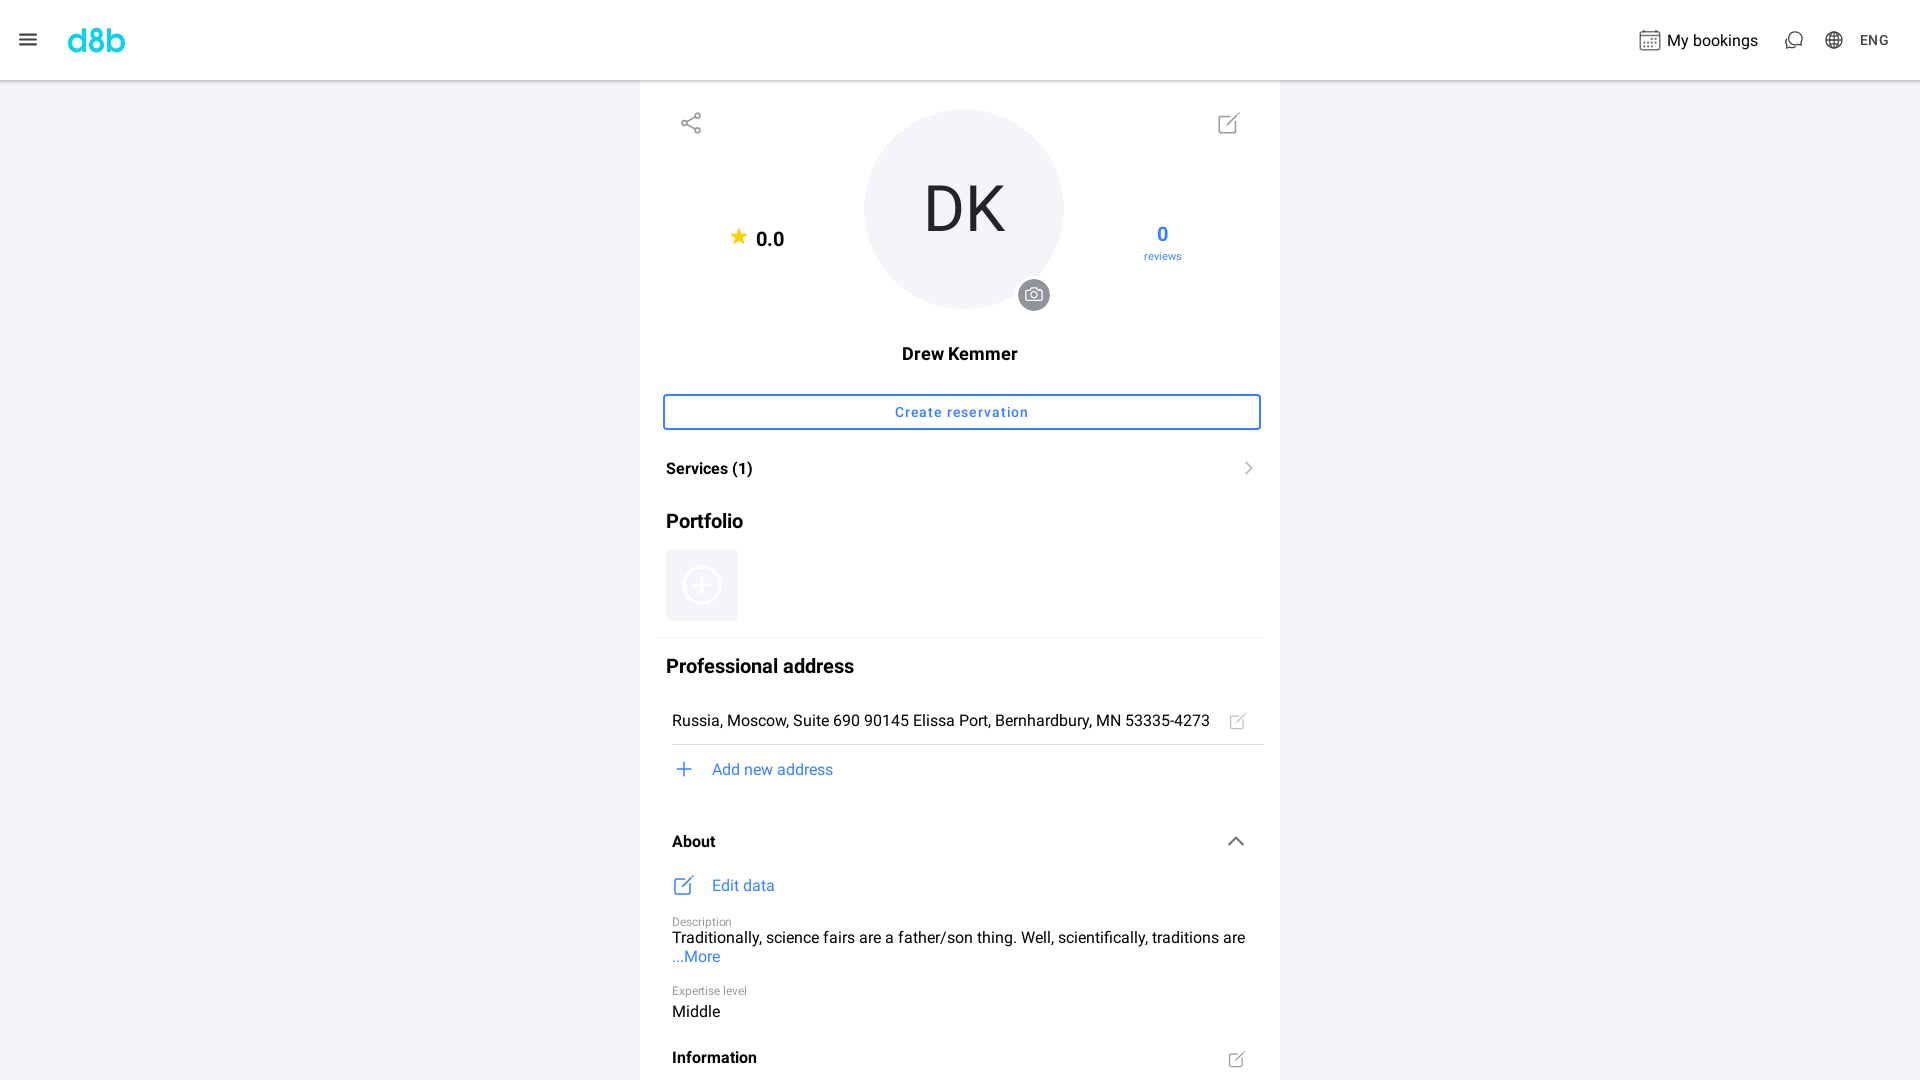 d8b
My bookings
ENG
DK
0.0
0
reviews
Drew Kemmer
Create reservation
Services (1)
Portfolio
Professional address
Russia, Moscow, Suite 690 90145 Elissa Port, Bernhardbury, MN 53335-4273
Add new address
About
Edit data
Description
Traditionally, science fairs are a father/son thing. Well, scientifically, traditions are
...More
Expertise level
Middle
Information